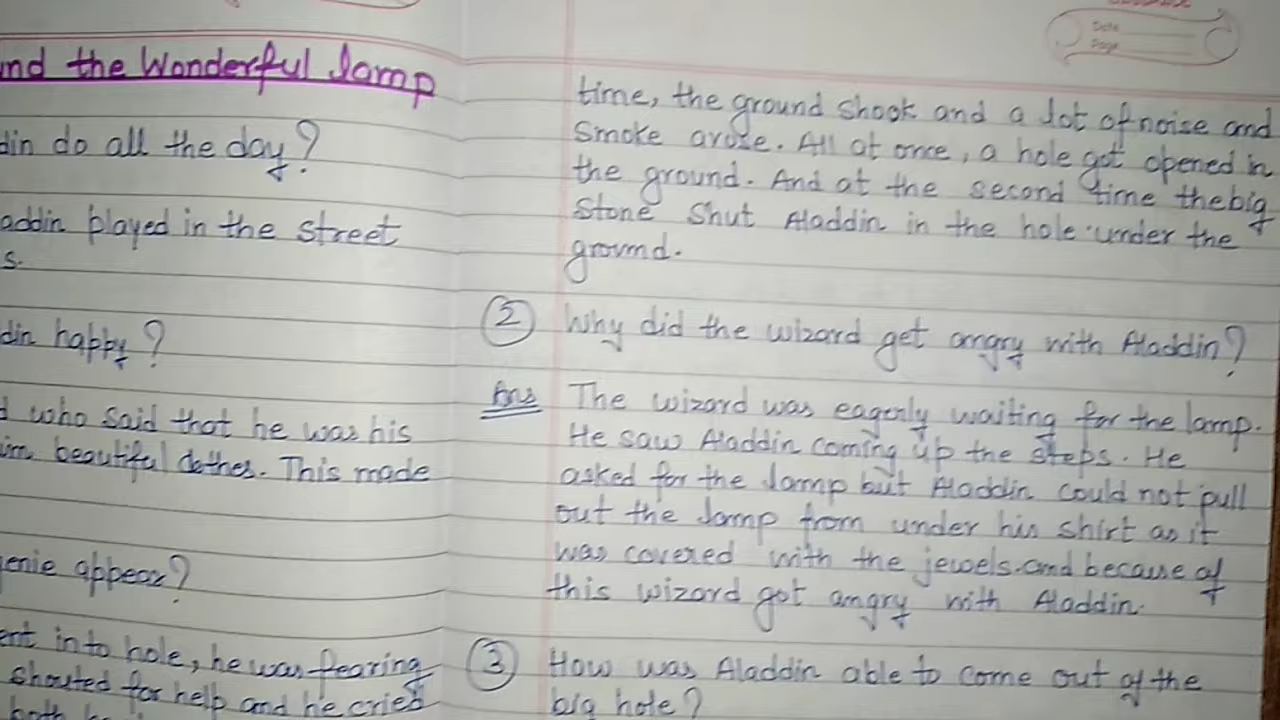 nd the Wonderful lamp
din do all the day?
addin played in the street
s.
din happy?
d who said that he was his
im beautiful clothes. This made
genie appear?
ent into hole, he was fearing
shouted for help and he cried
Date
Page
time, the ground shook and a lot of noise and
smoke arose. All at once, a hole got opened in
the ground. And at the second time the big
stone shut Aladdin in the hole under the
ground.
2 Why did the wizard get angry with Aladdin?
Ans The wizard was eagerly waiting for the lamp.
He saw Aladdin coming up the steps. He
asked for the lamp but Aladdin could not pull
out the lamp from under his shirt as it
was covered with the jewels. and because of
this wizard got angry with Aladdin.
3 How was Aladdin able to come out of the
big hole?